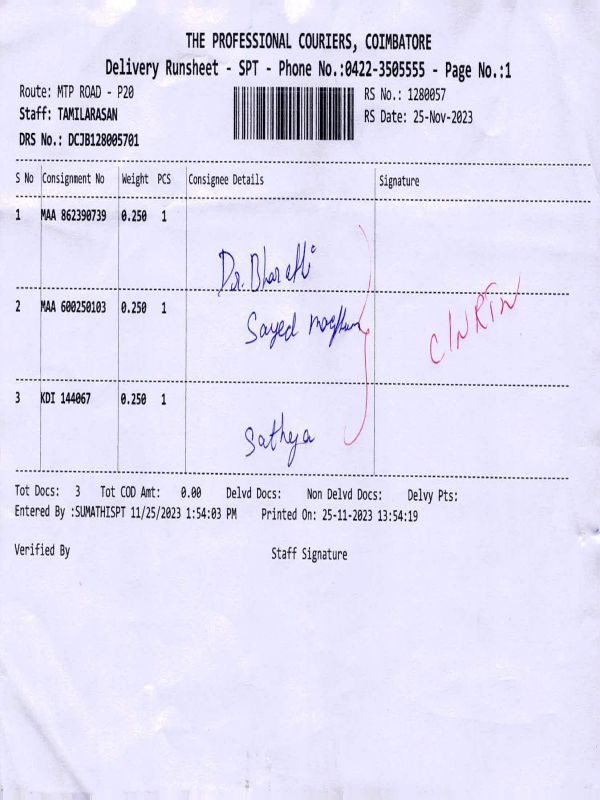 THE PROFESSIONAL COURIERS, COIMBATORE
Delivery Runsheet - SPT - Phone No.:0422-3505555 - Page No.:1
Route: MTP ROAD - P20 RS No.: 1280057
Staff: TAMILARASAN RS Date: 25-Nov-2023
DRS No.: DCJB128005701
S No Consignment No Weight PCS Consignee Details Signature
1 MAA 862390739 0.250 1
Dr. Bharathi
2 MAA 600250103 0.250 1
Sayed
3 KDI 144067 0.250 1
Sathya
Tot Docs: 3 Tot COD Amt: 0.00 Delvd Docs: Non Delvd Docs: Delvy Pts:
Entered By :SUMATHISPT 11/25/2023 1:54:03 PM Printed On: 25-11-2023 13:54:19
Verified By Staff Signature